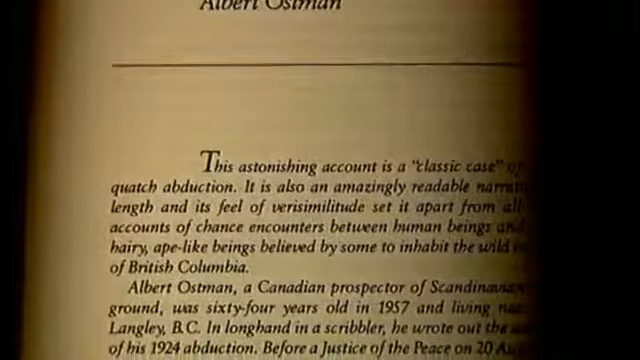 Albert Ostman
This astonishing account is a "classic case"
quatch abduction. It is also an amazingly readable
length and its feel of verisimilitude set it apart from all
accounts of chance encounters between human beings and
hairy, ape-like beings believed by some to inhabit the wild
of British Columbia.
Albert Ostman, a Canadian prospector of Scandinavian
ground, was sixty-four years old in 1957 and living
Langley, B.C. In longhand in a scribbler, he wrote out the
of his 1924 abduction. Before a Justice of the Peace on 20